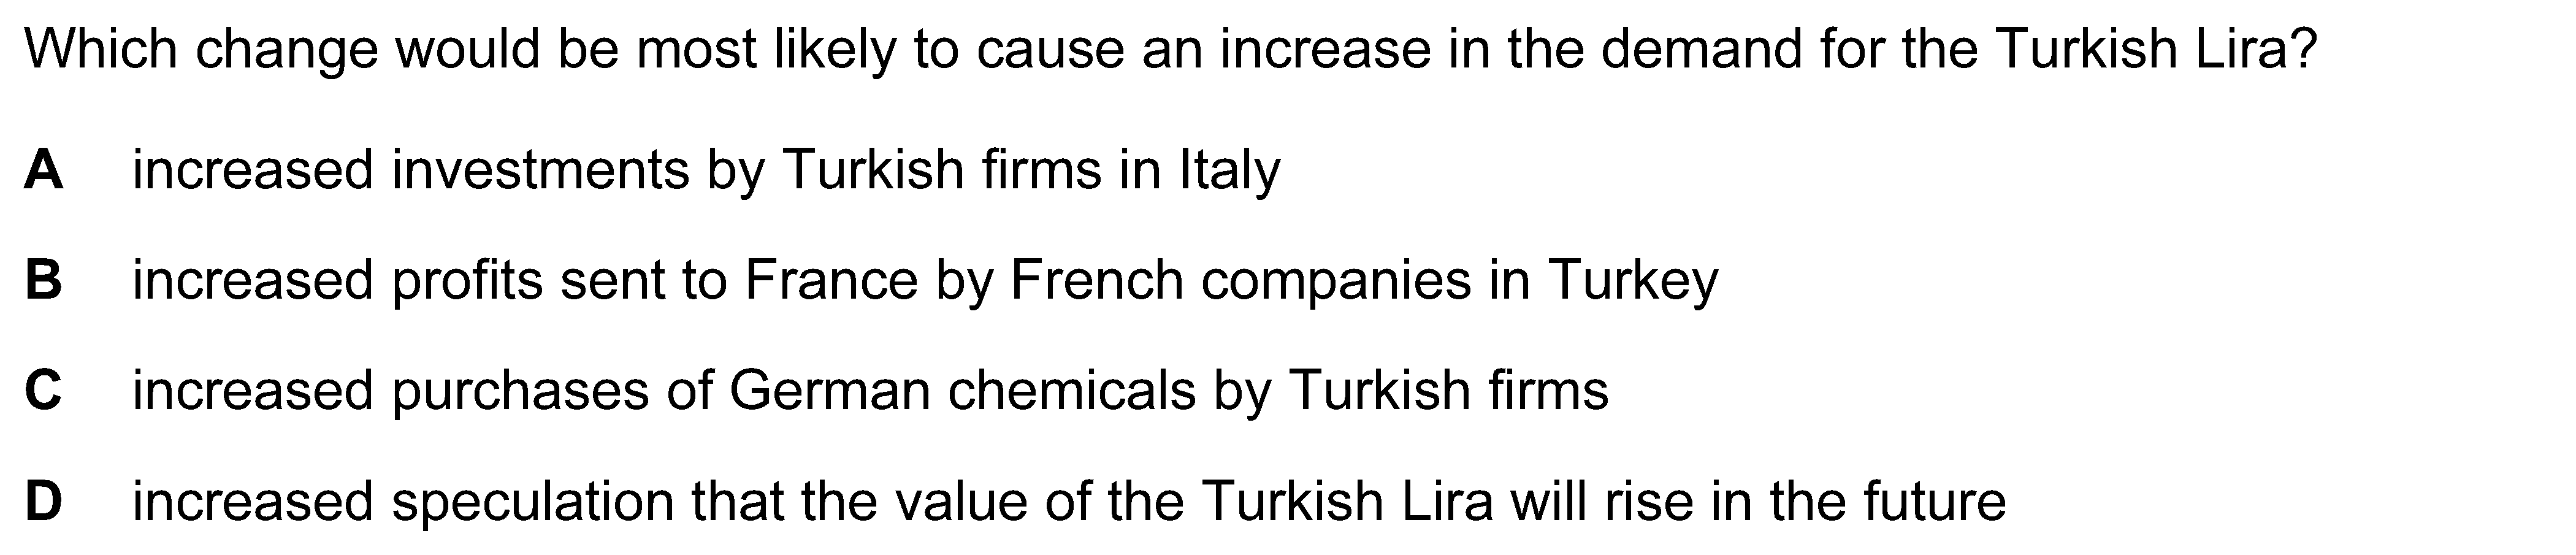 Which change would be most likely to cause an increase in the demand for the Turkish Lira?
A increased investments by Turkish firms in Italy
B increased profits sent to France by French companies in Turkey
C increased purchases of German chemicals by Turkish firms
D increased speculation that the value of the Turkish Lira will rise in the future